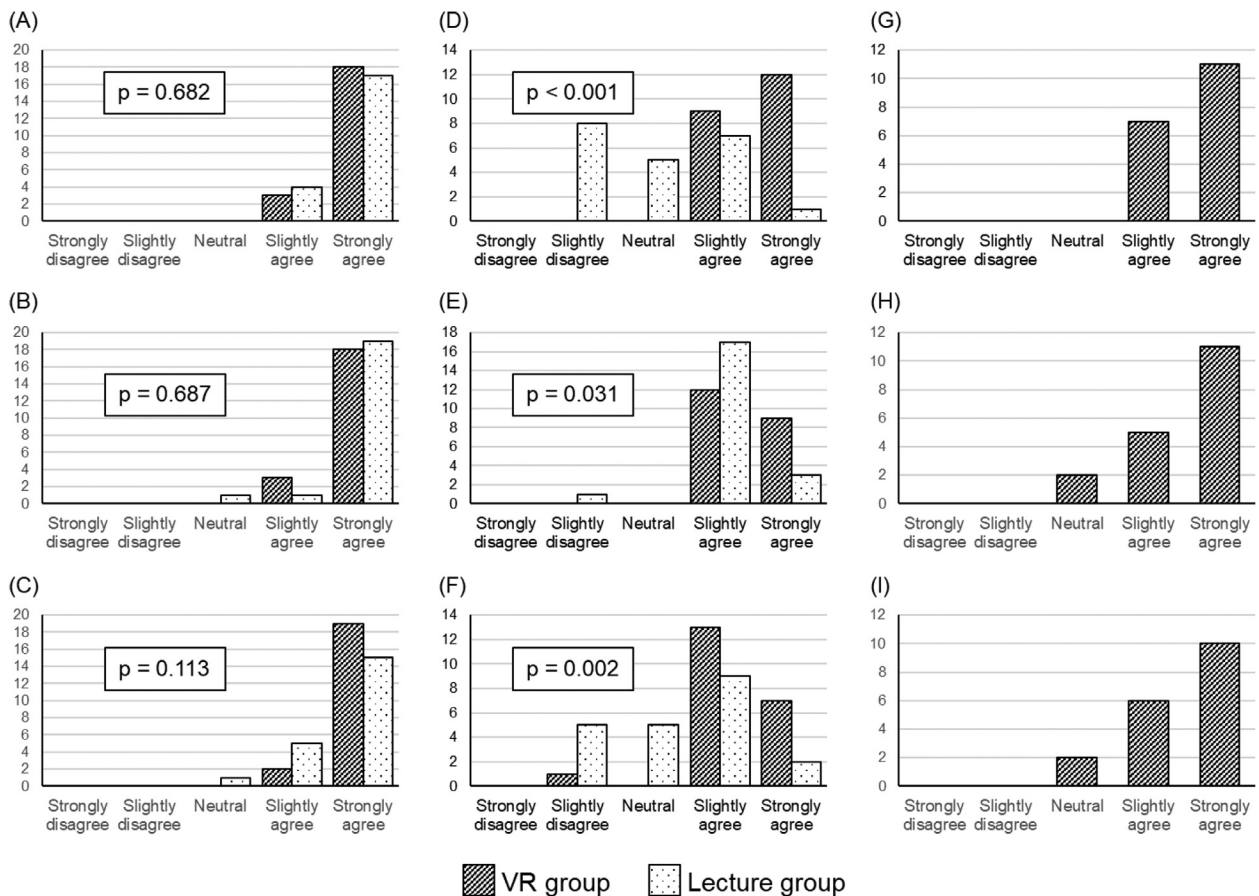 (A)
20
18
16
14
12
10
8
6
4
2
0
p = 0.682
Strongly disagree
Slightly disagree
Neutral
Slightly agree
Strongly agree
(B)
20
18
16
14
12
10
8
6
4
2
0
p = 0.687
Strongly disagree
Slightly disagree
Neutral
Slightly agree
Strongly agree
(C)
20
18
16
14
12
10
8
6
4
2
0
p = 0.113
Strongly disagree
Slightly disagree
Neutral
Slightly agree
Strongly agree
(D)
14
12
10
8
6
4
2
0
p < 0.001
Strongly disagree
Slightly disagree
Neutral
Slightly agree
Strongly agree
(E)
18
16
14
12
10
8
6
4
2
0
p = 0.031
Strongly disagree
Slightly disagree
Neutral
Slightly agree
Strongly agree
(F)
14
12
10
8
6
4
2
0
p = 0.002
Strongly disagree
Slightly disagree
Neutral
Slightly agree
Strongly agree
(G)
12
10
8
6
4
2
0
Strongly disagree
Slightly disagree
Neutral
Slightly agree
Strongly agree
(H)
12
10
8
6
4
2
0
Strongly disagree
Slightly disagree
Neutral
Slightly agree
Strongly agree
(I)
12
10
8
6
4
2
0
Strongly disagree
Slightly disagree
Neutral
Slightly agree
Strongly agree
VR group
Lecture group